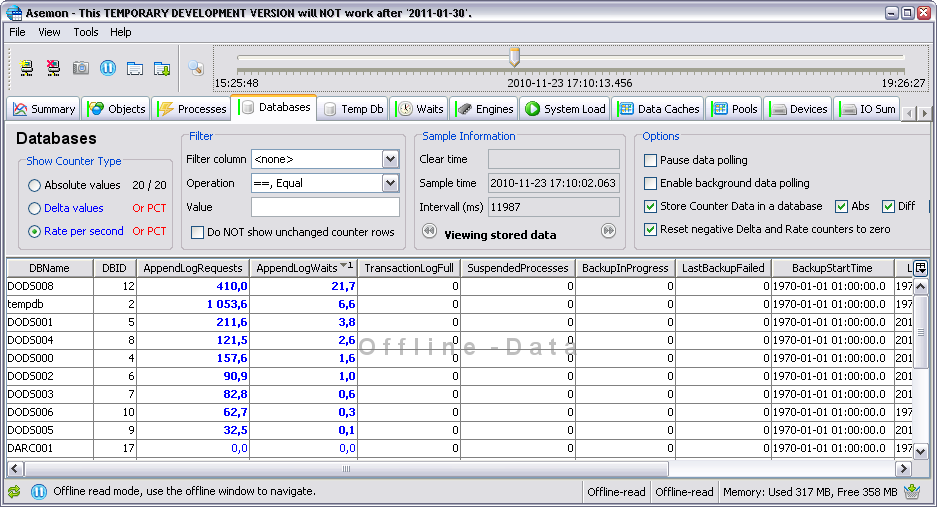 Asemon - This TEMPORARY DEVELOPMENT VERSION will NOT work after '2011-01-30'.
File View Tools Help
15:25:48 2010-11-23 17:10:13.456 19:26:27
Summary Objects Processes Databases Temp Db Waits Engines System Load Data Caches Pools Devices IO Sum
Databases
Show Counter Type
Absolute values 20 / 20
Delta values Or PCT
Rate per second Or PCT
Filter
Filter column <none>
Operation ==, Equal
Value
Do NOT show unchanged counter rows
Sample Information
Clear time
Sample time 2010-11-23 17:10:02.063
Intervall (ms) 11987
Viewing stored data
Options
Pause data polling
Enable background data polling
Store Counter Data in a database Abs Diff
Reset negative Delta and Rate counters to zero
DBName DBID AppendLogRequests AppendLogWaits 1 TransactionLogFull SuspendedProcesses BackupInProgress LastBackupFailed BackupStartTime L
DODS008 12 410,0 21,7 0 0 0 0 1970-01-01 01:00:00.0 197
tempdb 2 1 053,6 6,6 0 0 0 0 1970-01-01 01:00:00.0 197
DODS001 5 211,6 3,8 0 0 0 0 1970-01-01 01:00:00.0 201
DODS004 8 121,5 2,6 0 0 0 0 1970-01-01 01:00:00.0 201
DODS000 4 157,6 1,6 0 0 0 0 1970-01-01 01:00:00.0 201
DODS002 6 90,9 1,0 0 0 0 0 1970-01-01 01:00:00.0 201
DODS003 7 82,8 0,6 0 0 0 0 1970-01-01 01:00:00.0 201
DODS006 10 62,7 0,3 0 0 0 0 1970-01-01 01:00:00.0 197
DODS005 9 32,5 0,1 0 0 0 0 1970-01-01 01:00:00.0 201
DARC001 17 0,0 0,0 0 0 0 0 1970-01-01 01:00:00.0 197
Offline - Data
Offline read mode, use the offline window to navigate. Offline-read Offline-read Memory: Used 317 MB, Free 358 MB